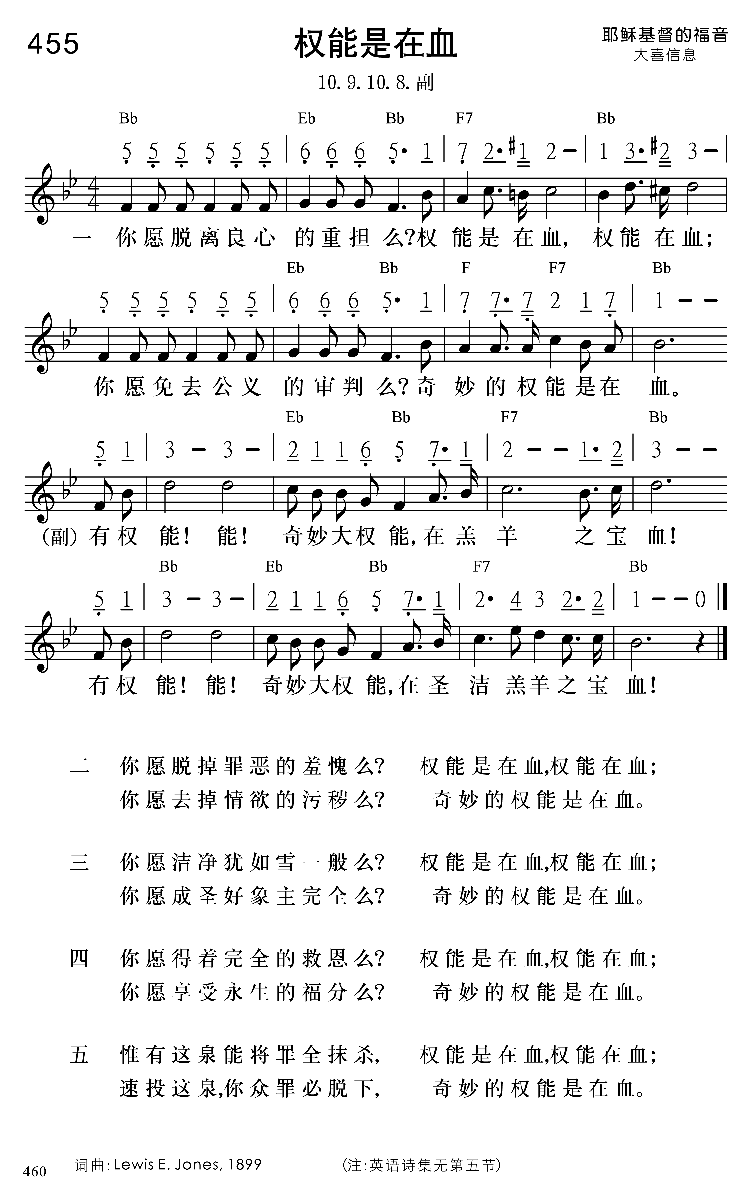 455
权能是在血
耶稣基督的福音
大喜信息
10.9.10.8.副
Bb Eb Bb F7 Bb
5 5 5 5 5 5 | 6 6 6 5· 1 | 7 2· #1 2 – | 1 3· #2 3 – |
一 你愿脱离良心的重担么?权能是在血,权能在血;
Eb Bb F F7 Bb
5 5 5 5 5 5 | 6 6 6 5· 1 | 7 7· 7 2 1 7 | 1 – – |
你愿免去公义的审判么?奇妙的权能是在血。
Eb Bb F7 Bb
5 1 | 3 – 3 – | 2 1 1 6 5 7· 1 | 2 – – 1· 2 | 3 – – |
(副) 有权能!能!奇妙大权能,在羔羊之宝血!
Bb Eb Bb F7 Bb
5 1 | 3 – 3 – | 2 1 1 6 5 7· 1 | 2· 4 3 2· 2 | 1 – – 0 ‖
有权能!能!奇妙大权能,在圣洁羔羊之宝血!
二 你愿脱掉罪恶的羞愧么? 权能是在血,权能在血;
你愿去掉情欲的污秽么? 奇妙的权能是在血。
三 你愿洁净犹如雪一般么? 权能是在血,权能在血;
你愿成圣好象主完全么? 奇妙的权能是在血。
四 你愿得着完全的救恩么? 权能是在血,权能在血;
你愿享受永生的福分么? 奇妙的权能是在血。
五 惟有这泉能将罪全抹杀, 权能是在血,权能在血;
速投这泉,你众罪必脱下, 奇妙的权能是在血。
460 词曲: Lewis E. Jones, 1899 (注:英语诗集无第五节)